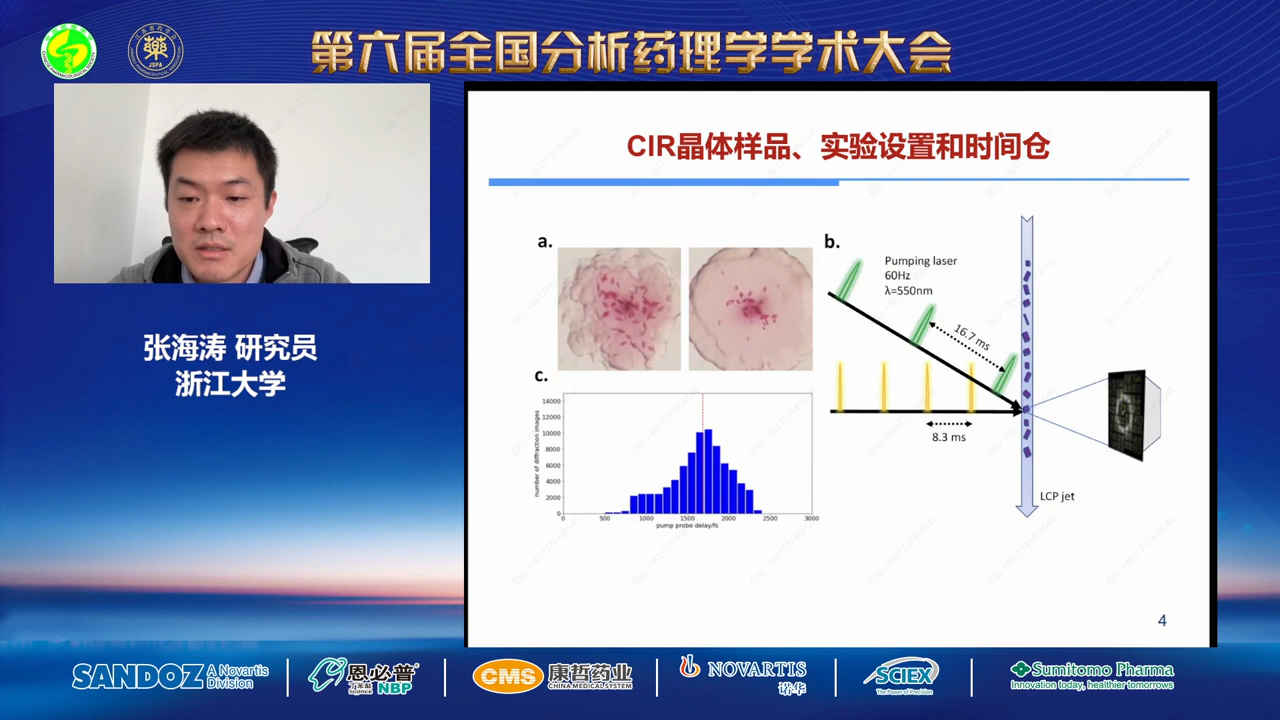 第六届全国分析药理学学术大会
JSPA
张海涛 研究员
浙江大学
CIR晶体样品、实验设置和时间仓
a.
b.
Pumping laser
60Hz
λ=550nm
16.7 ms
8.3 ms
LCP jet
c.
number of diffraction images
14000
12000
10000
8000
6000
4000
2000
0
0 500 1000 1500 2000 2500 3000
pump probe delay/fs
4
SANDOZ A Novartis Division
恩必普 NBP
CMS 康哲药业
CHINA MEDICAL SYSTEM
NOVARTIS
诺华
SCIEX
The Power of Precision
Sumitomo Pharma
Innovation today, healthier tomorrows